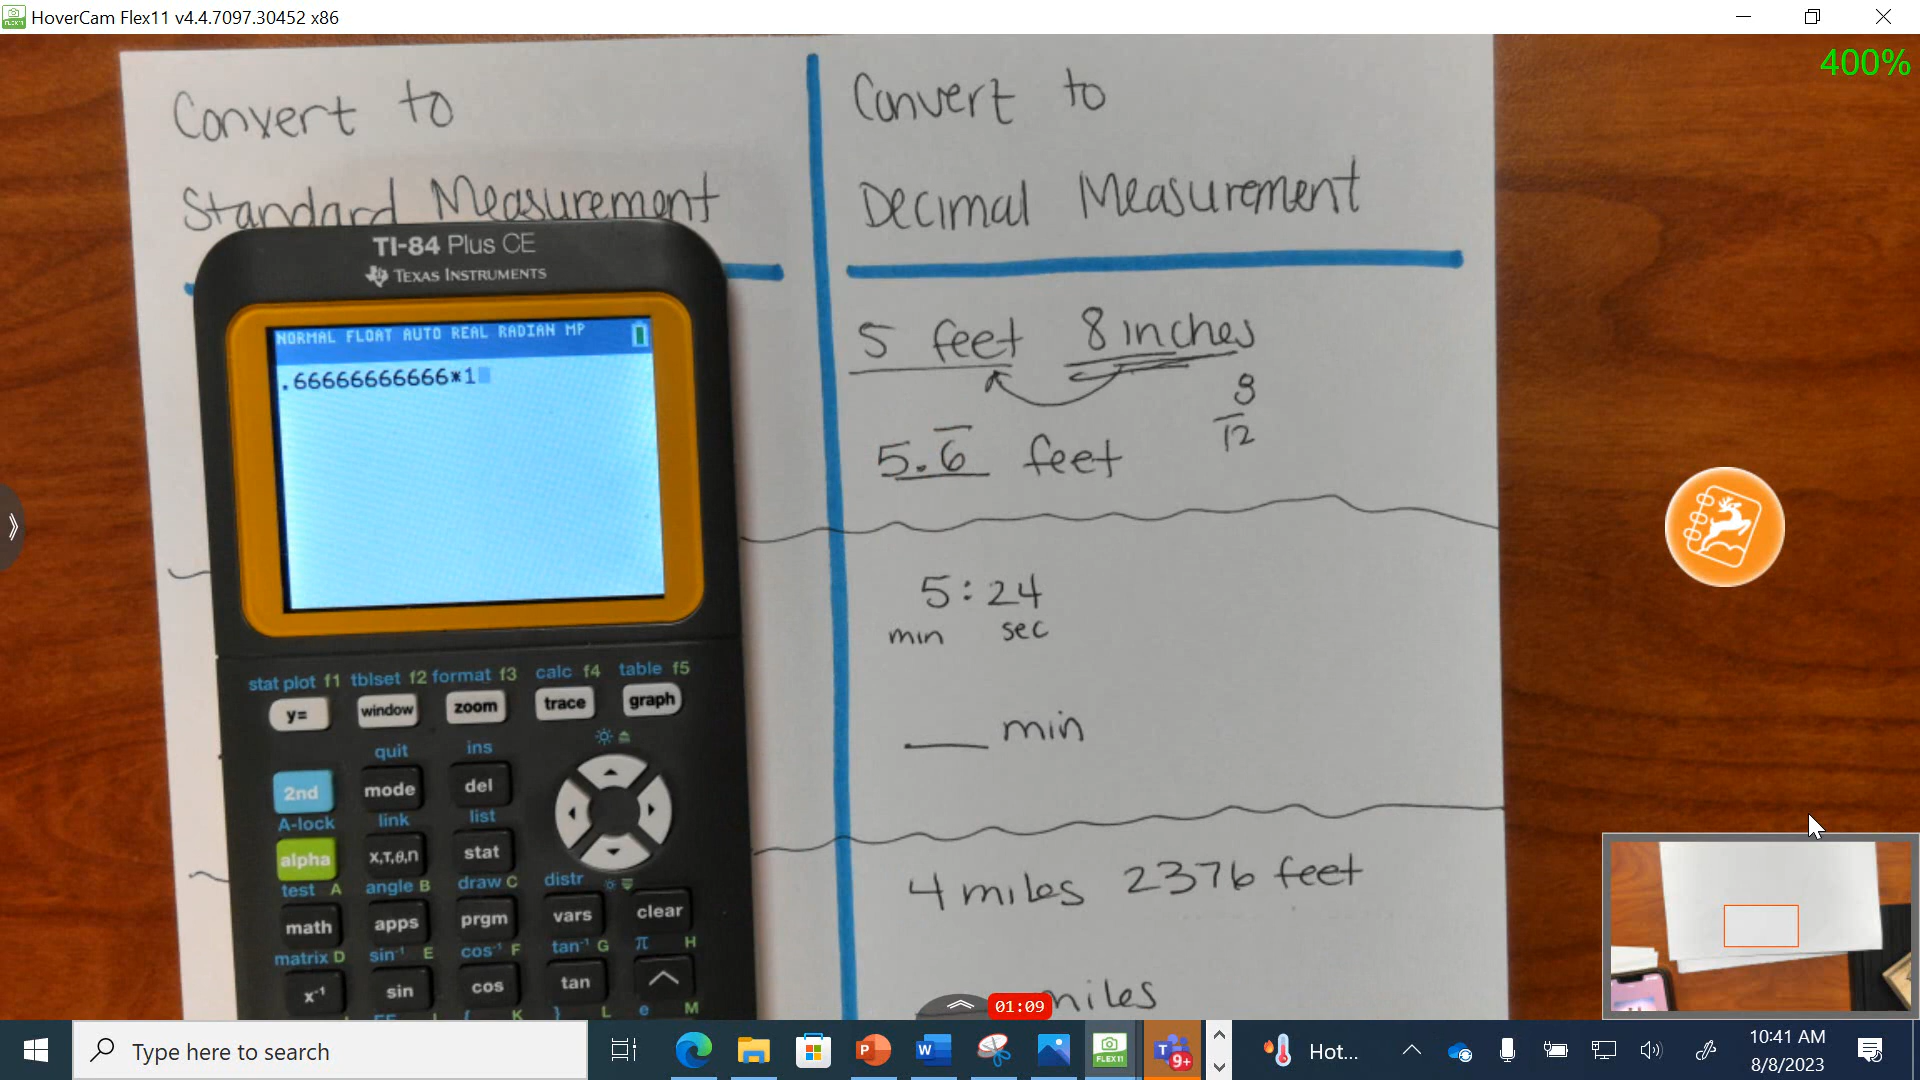 HoverCam Flex11 v4.4.7097.30452 x86
400%
Convert to
Standard Measurement
Convert to
Decimal Measurement
TI-84 Plus CE
TEXAS INSTRUMENTS
NORMAL FLOAT AUTO REAL RADIAN MP
.66666666666*1
5 feet 8 inches
8
12
5.6̅ feet
5:24
min sec
___ min
4 miles 2376 feet
miles
stat plot f1 tblset f2 format f3 calc f4 table f5
y= window zoom trace graph
quit ins
2nd mode del
A-lock link list
alpha X,T,θ,n stat
test A angle B draw C distr
math apps prgm vars clear
matrix D sin⁻¹ E cos⁻¹ F tan⁻¹ G π H
x⁻¹ sin cos tan ^
EE K L e M
01:09
Type here to search
P
W
FLEX11
T
9+
Hot...
10:41 AM
8/8/2023